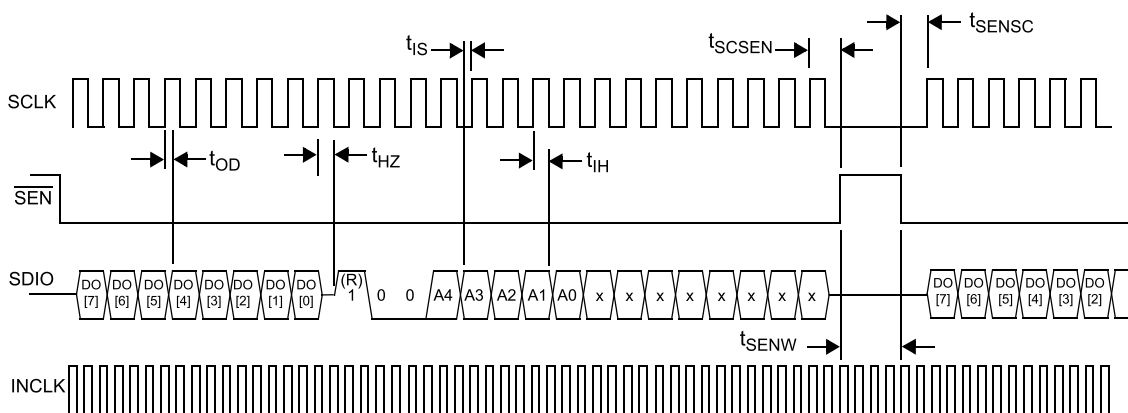 tIS
tSCSEN
tSENSC
SCLK
tOD
tHZ
tIH
SEN
SDIO
DO [7] DO [6] DO [5] DO [4] DO [3] DO [2] DO [1] DO [0] (R) 1 0 0 A4 A3 A2 A1 A0 x x x x x x x x DO [7] DO [6] DO [5] DO [4] DO [3] DO [2]
tSENW
INCLK